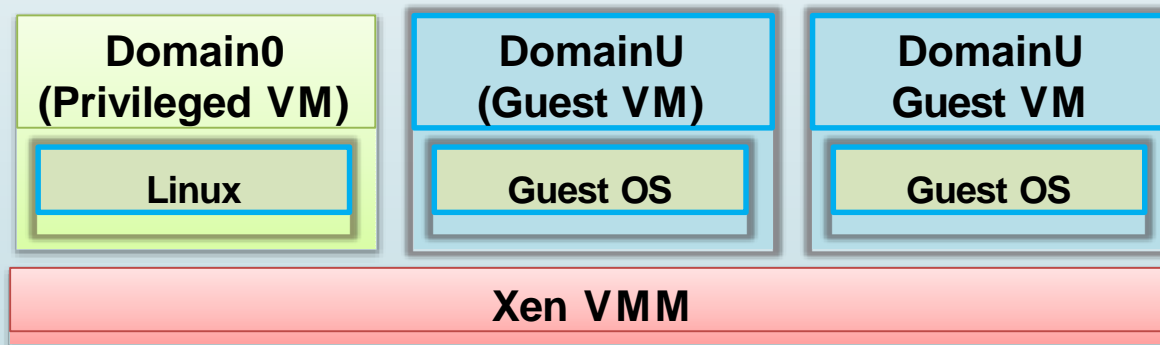 Domain0
(Privileged VM)
Linux
DomainU
(Guest VM)
Guest OS
DomainU
Guest VM
Guest OS
Xen VMM